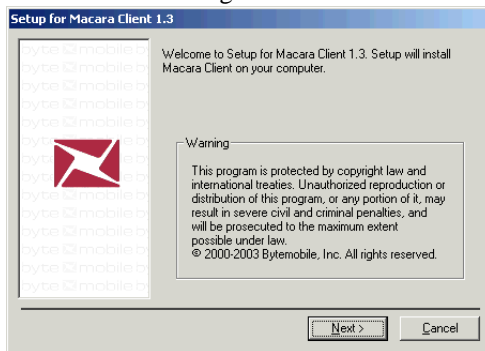 Setup for Macara Client 1.3
byte mobile
Welcome to Setup for Macara Client 1.3. Setup will install
Macara Client on your computer.
Warning
This program is protected by copyright law and
international treaties. Unauthorized reproduction or
distribution of this program, or any portion of it, may
result in severe civil and criminal penalties, and
will be prosecuted to the maximum extent
possible under law.
© 2000-2003 Bytemobile, Inc. All rights reserved.
Next >
Cancel